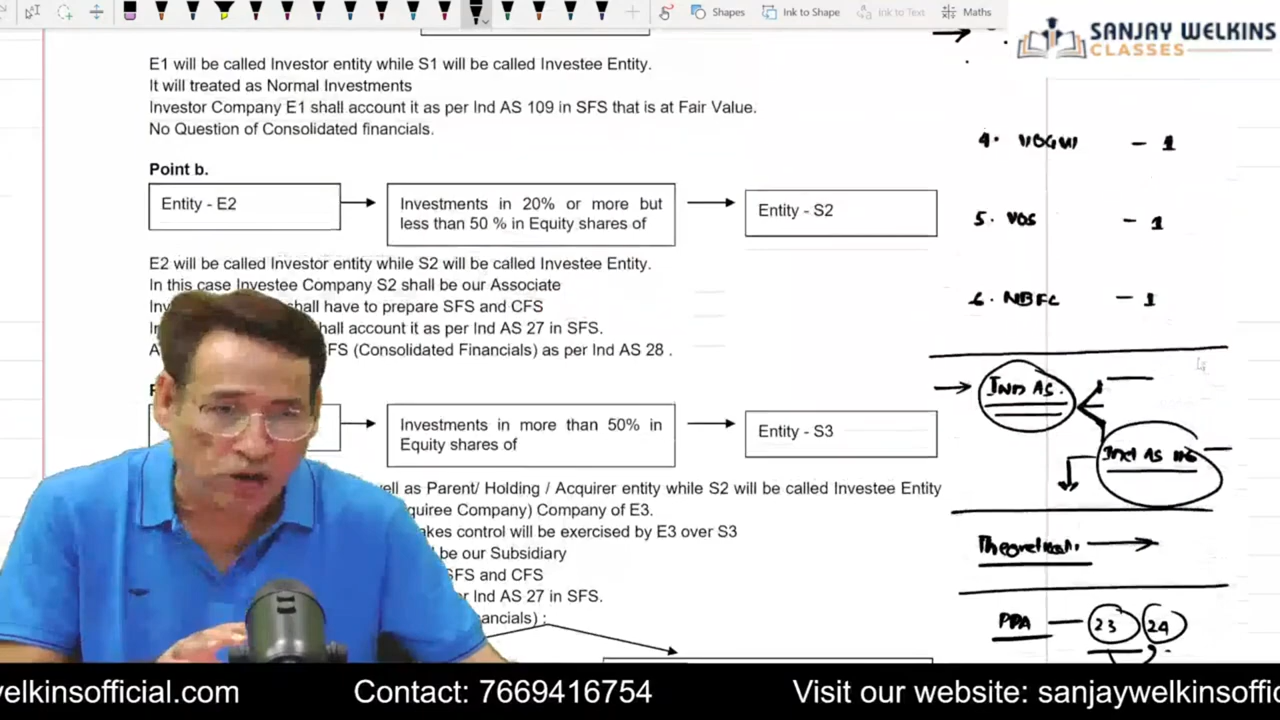 Shapes
Ink to Shape
Ink to Text
Maths
SANJAY WELKINS
CLASSES
E1 will be called Investor entity while S1 will be called Investee Entity.
It will treated as Normal Investments
Investor Company E1 shall account it as per Ind AS 109 in SFS that is at Fair Value.
No Question of Consolidated financials.
Point b.
Entity - E2
Investments in 20% or more but
less than 50 % in Equity shares of
Entity - S2
E2 will be called Investor entity while S2 will be called Investee Entity.
In this case Investee Company S2 shall be our Associate
shall have to prepare SFS and CFS
hall account it as per Ind AS 27 in SFS.
FS (Consolidated Financials) as per Ind AS 28 .
Investments in more than 50% in
Equity shares of
Entity - S3
ell as Parent/ Holding / Acquirer entity while S2 will be called Investee Entity
quiree Company) Company of E3.
akes control will be exercised by E3 over S3
be our Subsidiary
SFS and CFS
r Ind AS 27 in SFS.
ancials) :
4. - 1
5. VOS - 1
6. NBFC - 1
IND AS.
Theoretical.
PPA — 23 24
welkinsofficial.com
Contact: 7669416754
Visit our website: sanjaywelkinsoffici